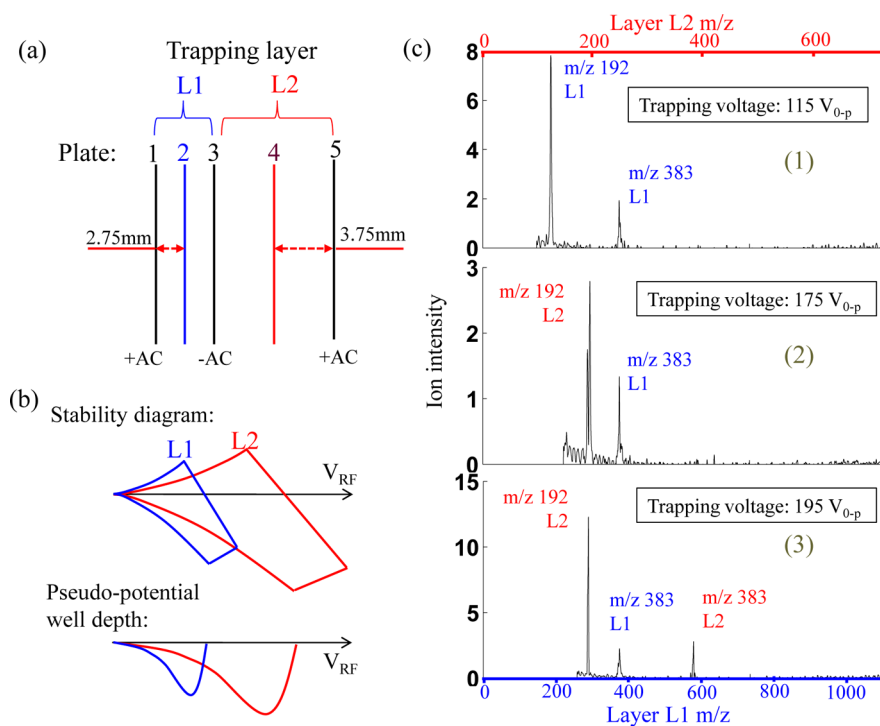 (a)
Trapping layer
L1 L2
Plate: 1 2 3 4 5
2.75mm 3.75mm
+AC -AC +AC
(b)
Stability diagram:
L1 L2
V_RF
Pseudo-potential
well depth:
V_RF
(c)
Layer L2 m/z
0 200 400 600
Ion intensity
8
6
4
2
0
m/z 192
L1
Trapping voltage: 115 V_0-p
(1)
m/z 383
L1
3
2
1
0
m/z 192
L2
Trapping voltage: 175 V_0-p
(2)
m/z 383
L1
15
10
5
0
m/z 192
L2
Trapping voltage: 195 V_0-p
(3)
m/z 383
L1
m/z 383
L2
0 200 400 600 800 1000
Layer L1 m/z